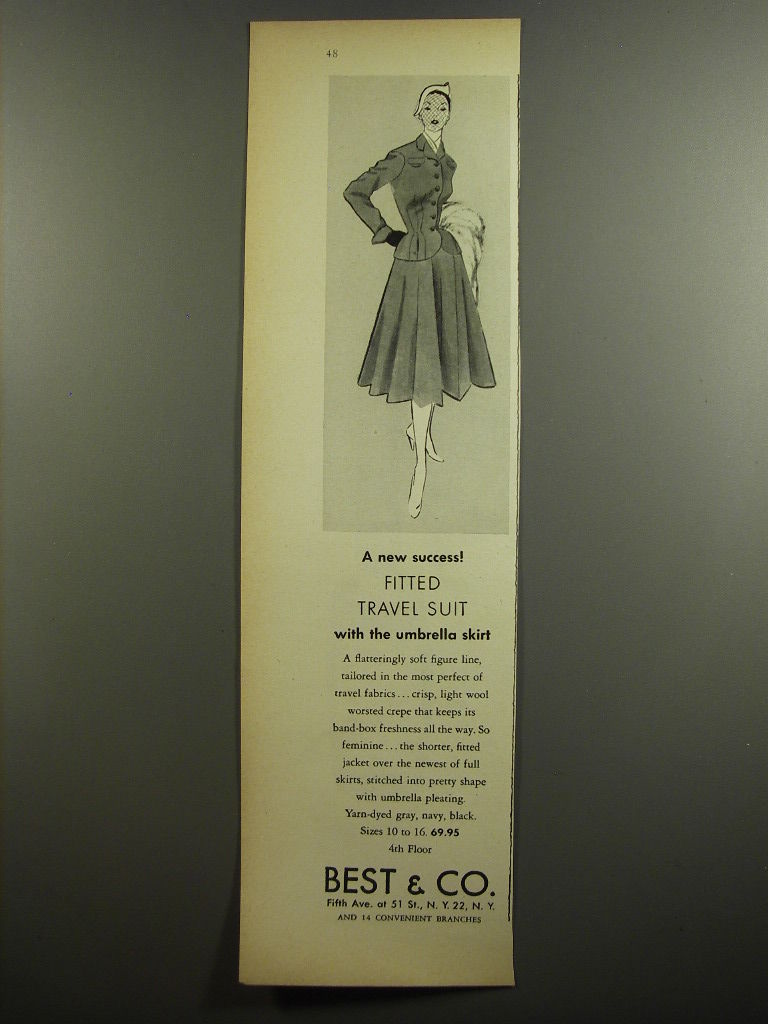 48
A new success!
FITTED
TRAVEL SUIT
with the umbrella skirt
A flatteringly soft figure line,
tailored in the most perfect of
travel fabrics... crisp, light wool
worsted crepe that keeps its
band-box freshness all the way. So
feminine... the shorter, fitted
jacket over the newest of full
skirts, stitched into pretty shape
with umbrella pleating.
Yarn-dyed gray, navy, black.
Sizes 10 to 16. 69.95
4th Floor
BEST & CO.
Fifth Ave. at 51 St., N. Y. 22, N. Y.
AND 14 CONVENIENT BRANCHES